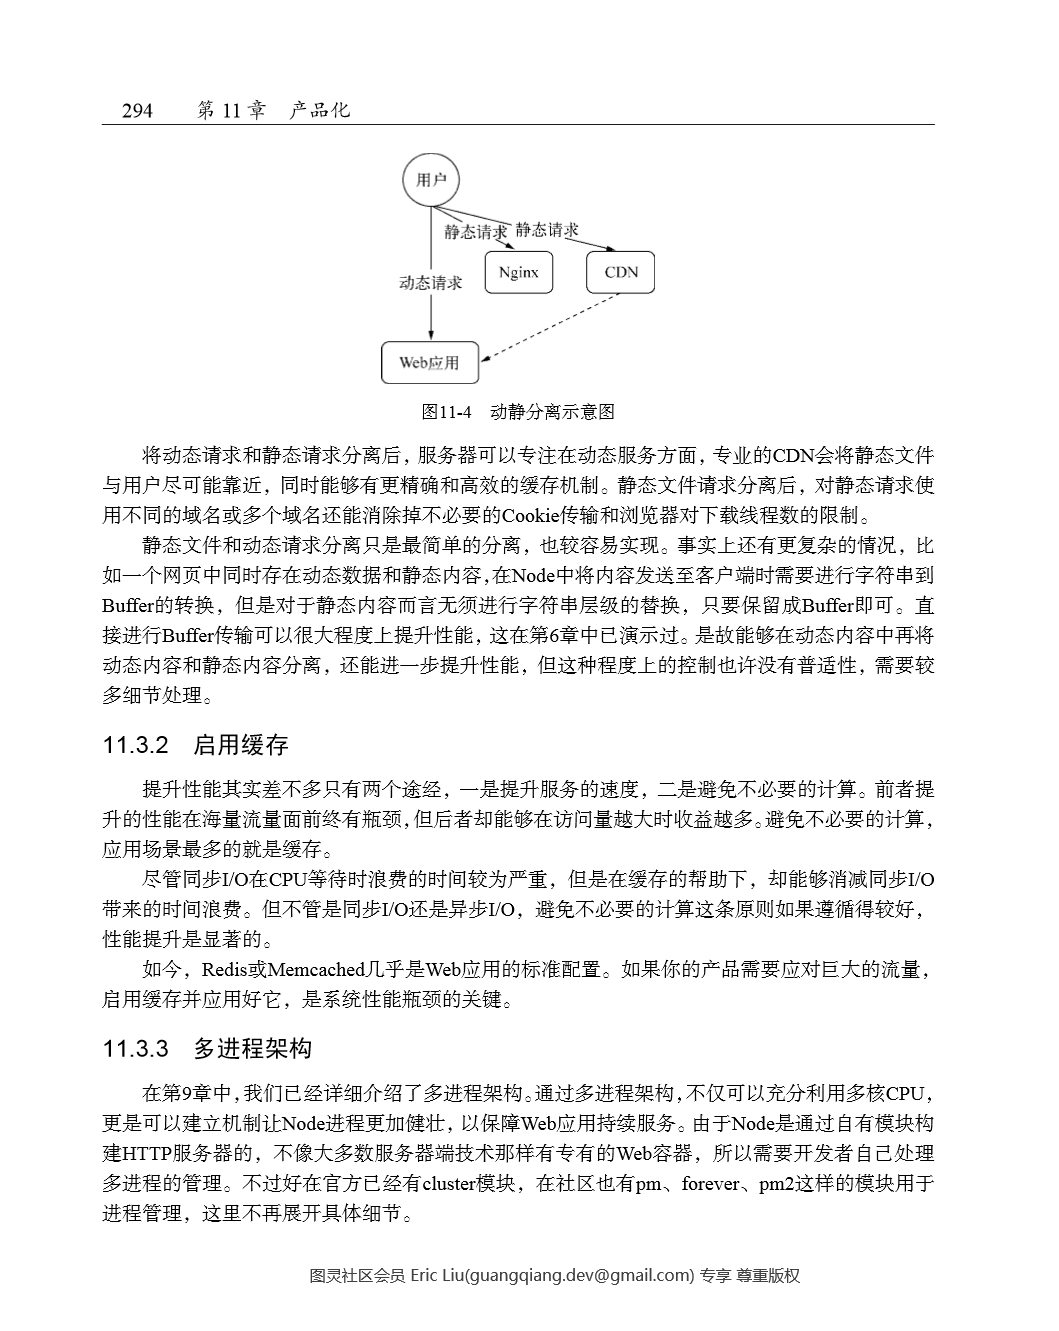 294 第 11 章 产品化
用户
静态请求 静态请求
Nginx CDN
动态请求
Web应用
图11-4 动静分离示意图
将动态请求和静态请求分离后，服务器可以专注在动态服务方面，专业的CDN会将静态文件
与用户尽可能靠近，同时能够有更精确和高效的缓存机制。静态文件请求分离后，对静态请求使
用不同的域名或多个域名还能消除掉不必要的Cookie传输和浏览器对下载线程数的限制。
静态文件和动态请求分离只是最简单的分离，也较容易实现。事实上还有更复杂的情况，比
如一个网页中同时存在动态数据和静态内容，在Node中将内容发送至客户端时需要进行字符串到
Buffer的转换，但是对于静态内容而言无须进行字符串层级的替换，只要保留成Buffer即可。直
接进行Buffer传输可以很大程度上提升性能，这在第6章中已演示过。是故能够在动态内容中再将
动态内容和静态内容分离，还能进一步提升性能，但这种程度上的控制也许没有普适性，需要较
多细节处理。
11.3.2 启用缓存
提升性能其实差不多只有两个途经，一是提升服务的速度，二是避免不必要的计算。前者提
升的性能在海量流量面前终有瓶颈，但后者却能够在访问量越大时收益越多。避免不必要的计算，
应用场景最多的就是缓存。
尽管同步I/O在CPU等待时浪费的时间较为严重，但是在缓存的帮助下，却能够消减同步I/O
带来的时间浪费。但不管是同步I/O还是异步I/O，避免不必要的计算这条原则如果遵循得较好，
性能提升是显著的。
如今，Redis或Memcached几乎是Web应用的标准配置。如果你的产品需要应对巨大的流量，
启用缓存并应用好它，是系统性能瓶颈的关键。
11.3.3 多进程架构
在第9章中，我们已经详细介绍了多进程架构。通过多进程架构，不仅可以充分利用多核CPU，
更是可以建立机制让Node进程更加健壮，以保障Web应用持续服务。由于Node是通过自有模块构
建HTTP服务器的，不像大多数服务器端技术那样有专有的Web容器，所以需要开发者自己处理
多进程的管理。不过好在官方已经有cluster模块，在社区也有pm、forever、pm2这样的模块用于
进程管理，这里不再展开具体细节。
图灵社区会员 Eric Liu(guangqiang.dev@gmail.com) 专享 尊重版权